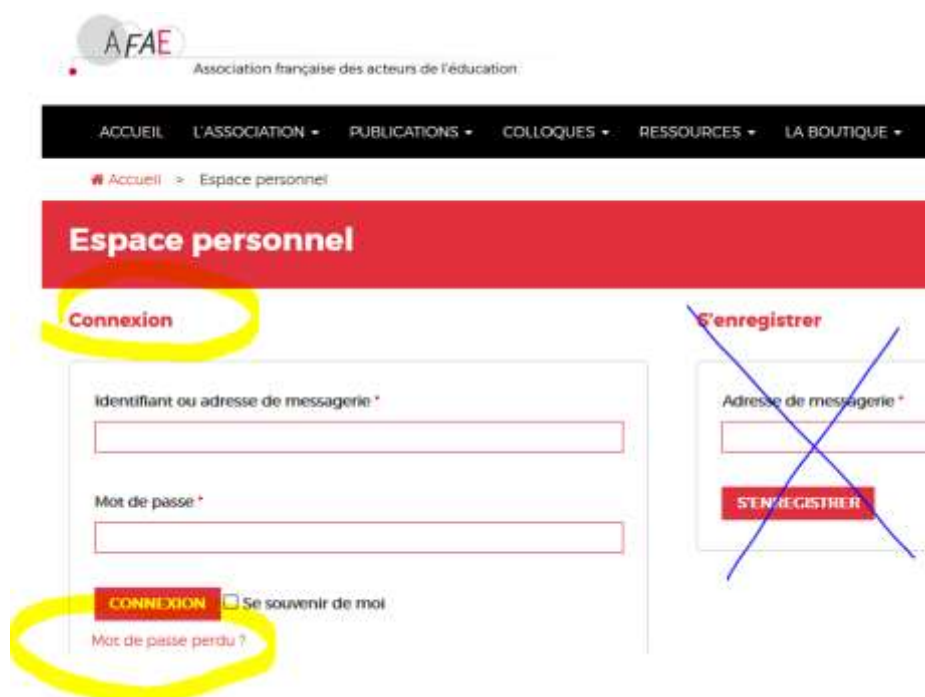 AFAE
Association française des acteurs de l'éducation
ACCUEIL L'ASSOCIATION PUBLICATIONS COLLOQUES RESSOURCES LA BOUTIQUE
Accueil > Espace personnel
Espace personnel
Connexion
Identifiant ou adresse de messagerie *
Mot de passe *
CONNEXION Se souvenir de moi
Mot de passe perdu ?
S'enregistrer
Adresse de messagerie *
S'ENREGISTRER